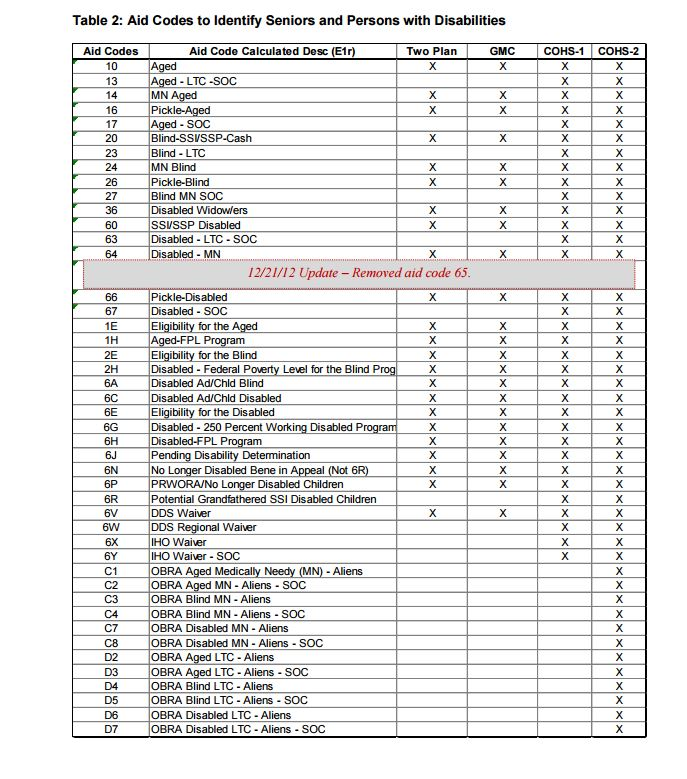 Table 2: Aid Codes to Identify Seniors and Persons with Disabilities
Aid Codes Aid Code Calculated Desc (E1r) Two Plan GMC COHS-1 COHS-2
10 Aged X X X X
13 Aged - LTC -SOC X X
14 MN Aged X X X X
16 Pickle-Aged X X X X
17 Aged - SOC X X
20 Blind-SSI/SSP-Cash X X X X
23 Blind - LTC X X
24 MN Blind X X X X
26 Pickle-Blind X X X X
27 Blind MN SOC X X
36 Disabled Widow/ers X X X X
60 SSI/SSP Disabled X X X X
63 Disabled - LTC - SOC X X
64 Disabled - MN X X X X
12/21/12 Update – Removed aid code 65.
66 Pickle-Disabled X X X X
67 Disabled - SOC X X
1E Eligibility for the Aged X X X X
1H Aged-FPL Program X X X X
2E Eligibility for the Blind X X X X
2H Disabled - Federal Poverty Level for the Blind Prog X X X X
6A Disabled Ad/Chld Blind X X X X
6C Disabled Ad/Chld Disabled X X X X
6E Eligibility for the Disabled X X X X
6G Disabled - 250 Percent Working Disabled Program X X X X
6H Disabled-FPL Program X X X X
6J Pending Disability Determination X X X X
6N No Longer Disabled Bene in Appeal (Not 6R) X X X X
6P PRWORA/No Longer Disabled Children X X X X
6R Potential Grandfathered SSI Disabled Children X X
6V DDS Waiver X X X X
6W DDS Regional Waiver X X
6X IHO Waiver X X
6Y IHO Waiver - SOC X X
C1 OBRA Aged Medically Needy (MN) - Aliens X
C2 OBRA Aged MN - Aliens - SOC X
C3 OBRA Blind MN - Aliens X
C4 OBRA Blind MN - Aliens - SOC X
C7 OBRA Disabled MN - Aliens X
C8 OBRA Disabled MN - Aliens - SOC X
D2 OBRA Aged LTC - Aliens X
D3 OBRA Aged LTC - Aliens - SOC X
D4 OBRA Blind LTC - Aliens X
D5 OBRA Blind LTC - Aliens - SOC X
D6 OBRA Disabled LTC - Aliens X
D7 OBRA Disabled LTC - Aliens - SOC X